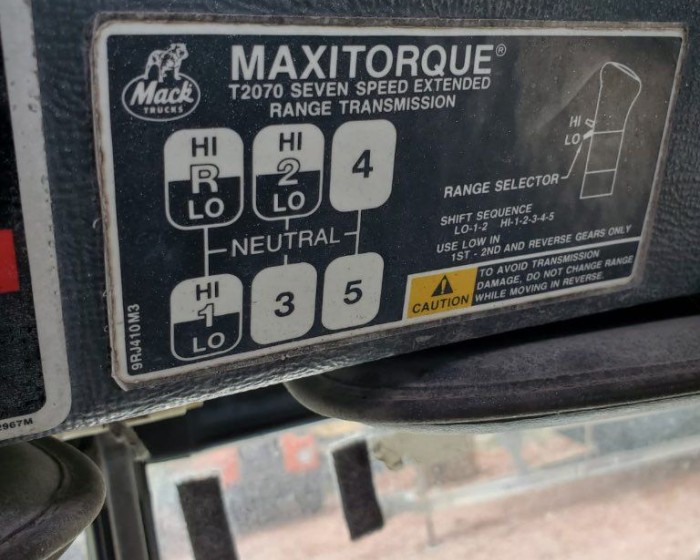 MAXITORQUE®
T2070 SEVEN SPEED EXTENDED
RANGE TRANSMISSION
Mack
TRUCKS
HI
R
LO
HI
2
LO
4
NEUTRAL
HI
1
LO
3
5
HI
LO
RANGE SELECTOR
SHIFT SEQUENCE
LO-1-2 HI-1-2-3-4-5
USE LOW IN
1ST - 2ND AND REVERSE GEARS ONLY
CAUTION
TO AVOID TRANSMISSION
DAMAGE, DO NOT CHANGE RANGE
WHILE MOVING IN REVERSE
9RJ410M3
2967M